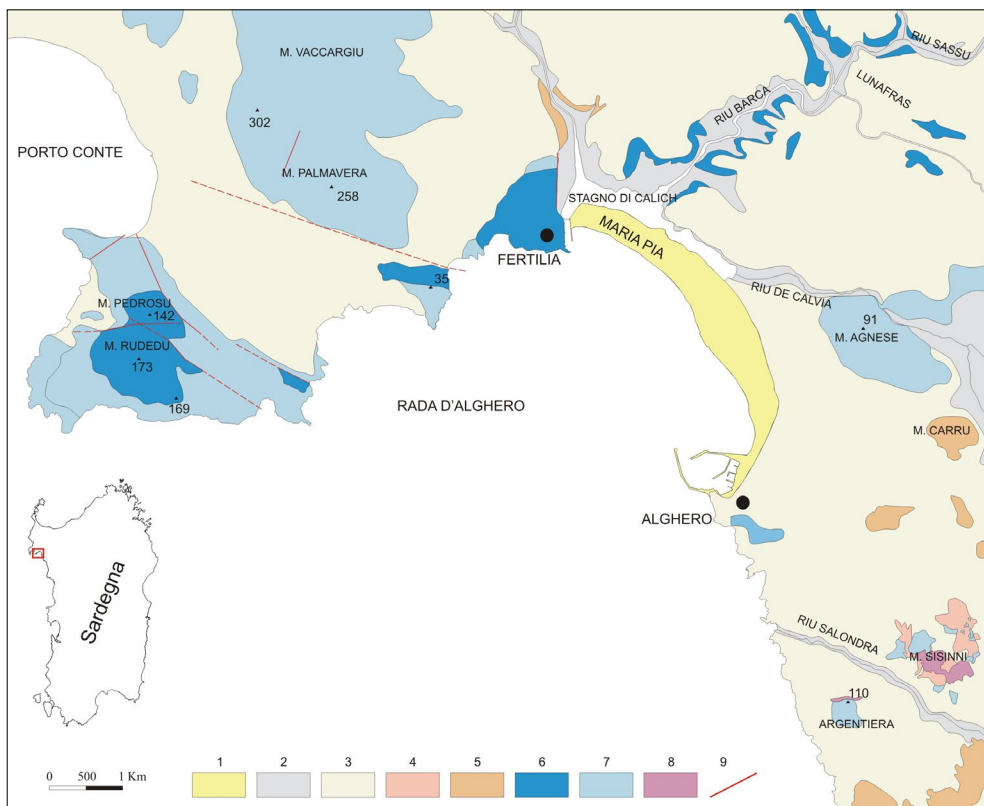 M. VACCARGIU
RIU SASSU
LUNAFRAS
RIU BARCA
302
PORTO CONTE
M. PALMAVERA
258
STAGNO DI CALICH
MARIA PIA
FERTILIA
35
RIU DE CALVIA
M. PEDROSU
142
91
M. AGNESE
M. RUDEDU
173
169
RADA D'ALGHERO
M. CARRU
ALGHERO
Sardegna
RIU SALONDRA
M. SISINNI
110
ARGENTIERA
0 500 1 Km
1 2 3 4 5 6 7 8 9